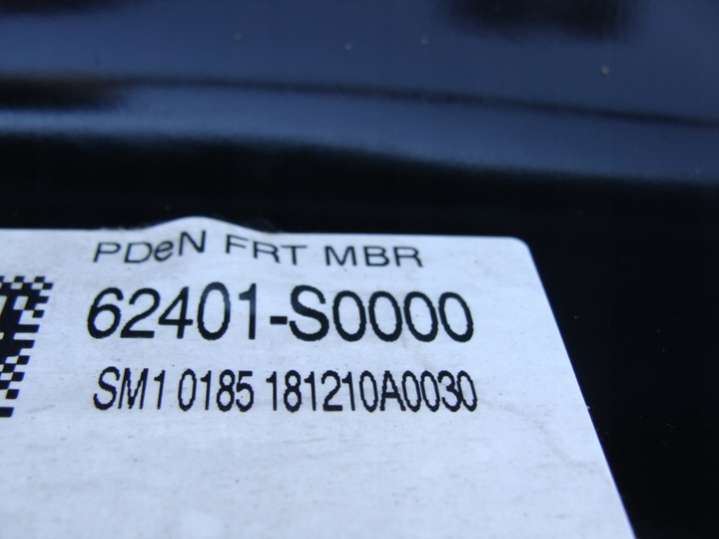 PDeN FRT MBR
62401-S0000
SM1 0185 181210A0030